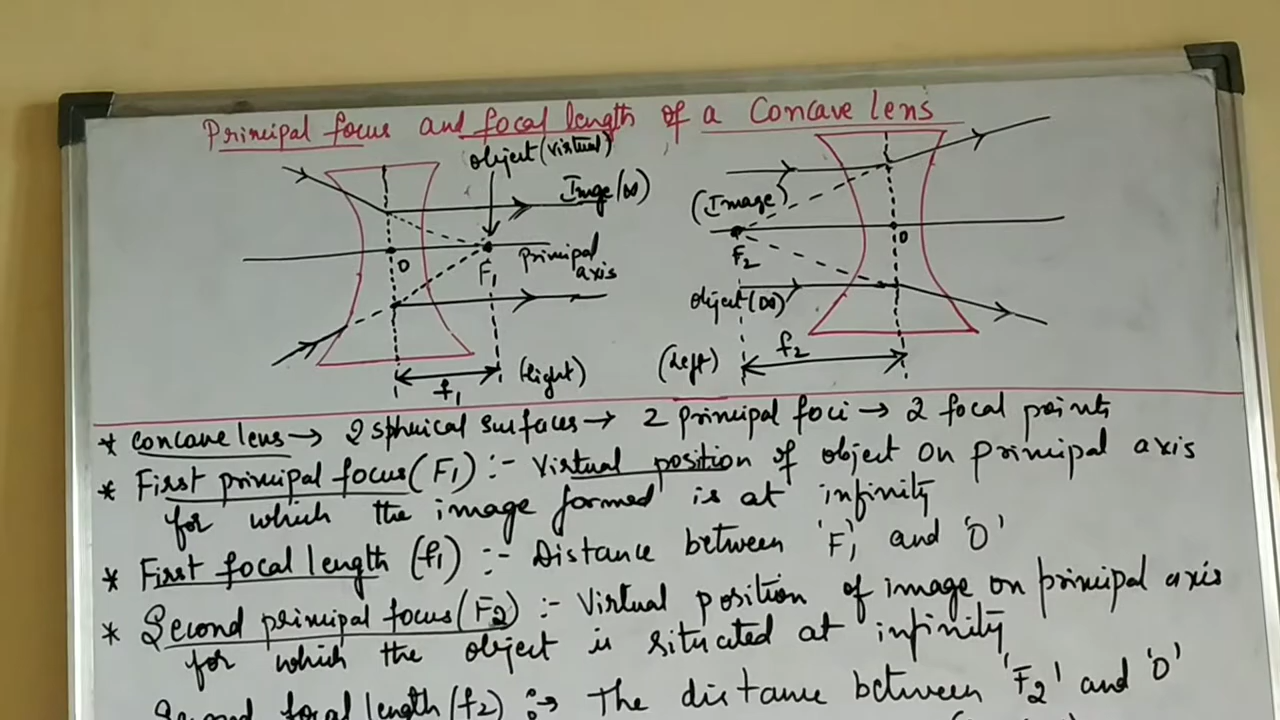 Principal focus and focal length of a Concave lens
object(virtual)
Image(∞)
O
F1
Principal axis
f1
(Right)
(Image)
F2
O
object(∞)
(Left)
f2
* Concave lens → 2 spherical surfaces → 2 principal foci → 2 focal points
* First principal focus (F1) :- Virtual position of object on principal axis
for which the image formed is at infinity
* First focal length (f1) :- Distance between 'F1' and 'O'
* Second principal focus (F2) :- Virtual position of image on principal axis
for which the object is situated at infinity
Second focal length (f2) :→ The distance between 'F2' and 'O'